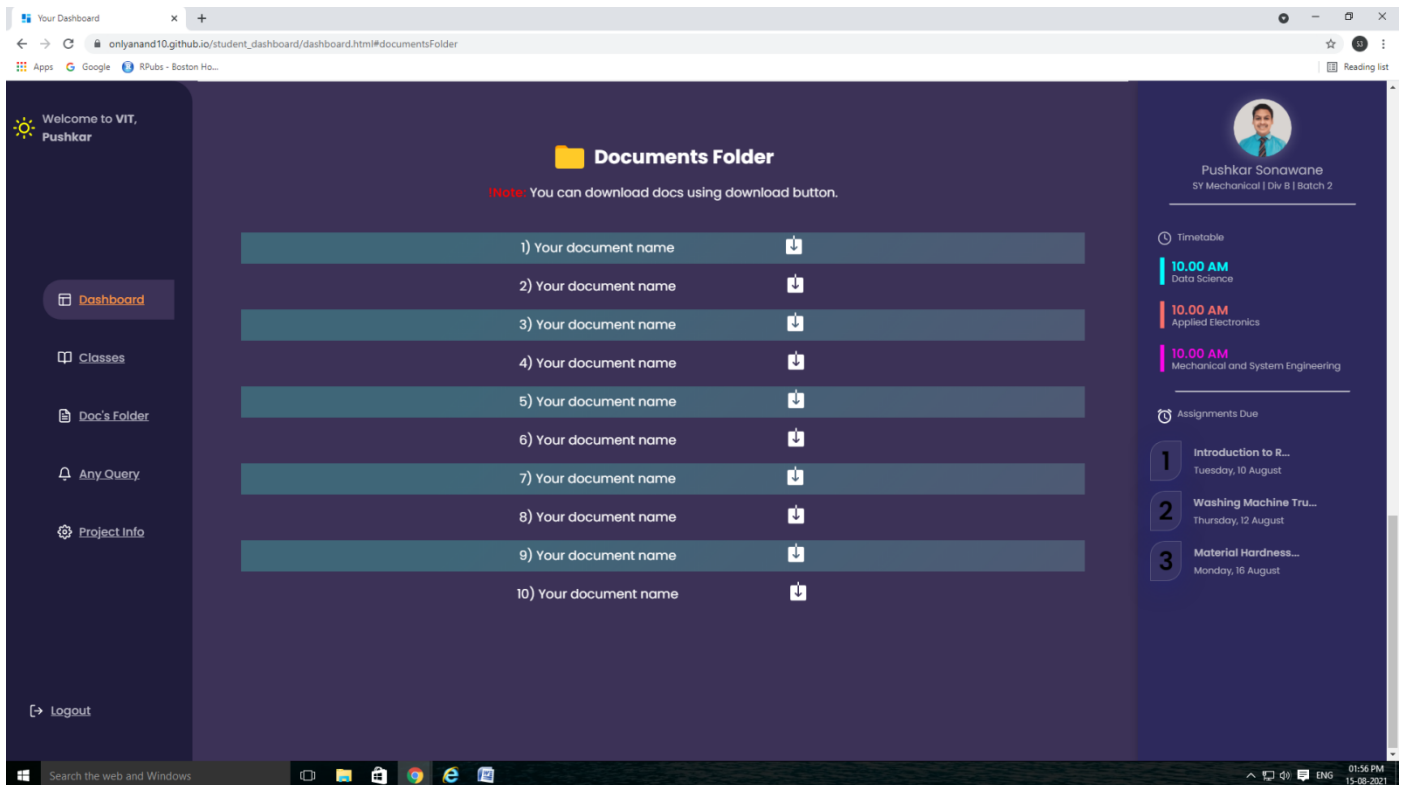 Your Dashboard
onlyanand10.github.io/student_dashboard/dashboard.html#documentsFolder
SJ
Apps Google RPubs - Boston Ho...
Reading list
Welcome to VIT,
Pushkar
Dashboard
Classes
Doc's Folder
Any Query
Project Info
Logout
Documents Folder
!Note: You can download docs using download button.
1) Your document name
2) Your document name
3) Your document name
4) Your document name
5) Your document name
6) Your document name
7) Your document name
8) Your document name
9) Your document name
10) Your document name
Pushkar Sonawane
SY Mechanical | Div B | Batch 2
Timetable
10.00 AM
Data Science
10.00 AM
Applied Electronics
10.00 AM
Mechanical and System Engineering
Assignments Due
1
Introduction to R...
Tuesday, 10 August
2
Washing Machine Tru...
Thursday, 12 August
3
Material Hardness...
Monday, 16 August
Search the web and Windows
ENG
01:56 PM
15-08-2021